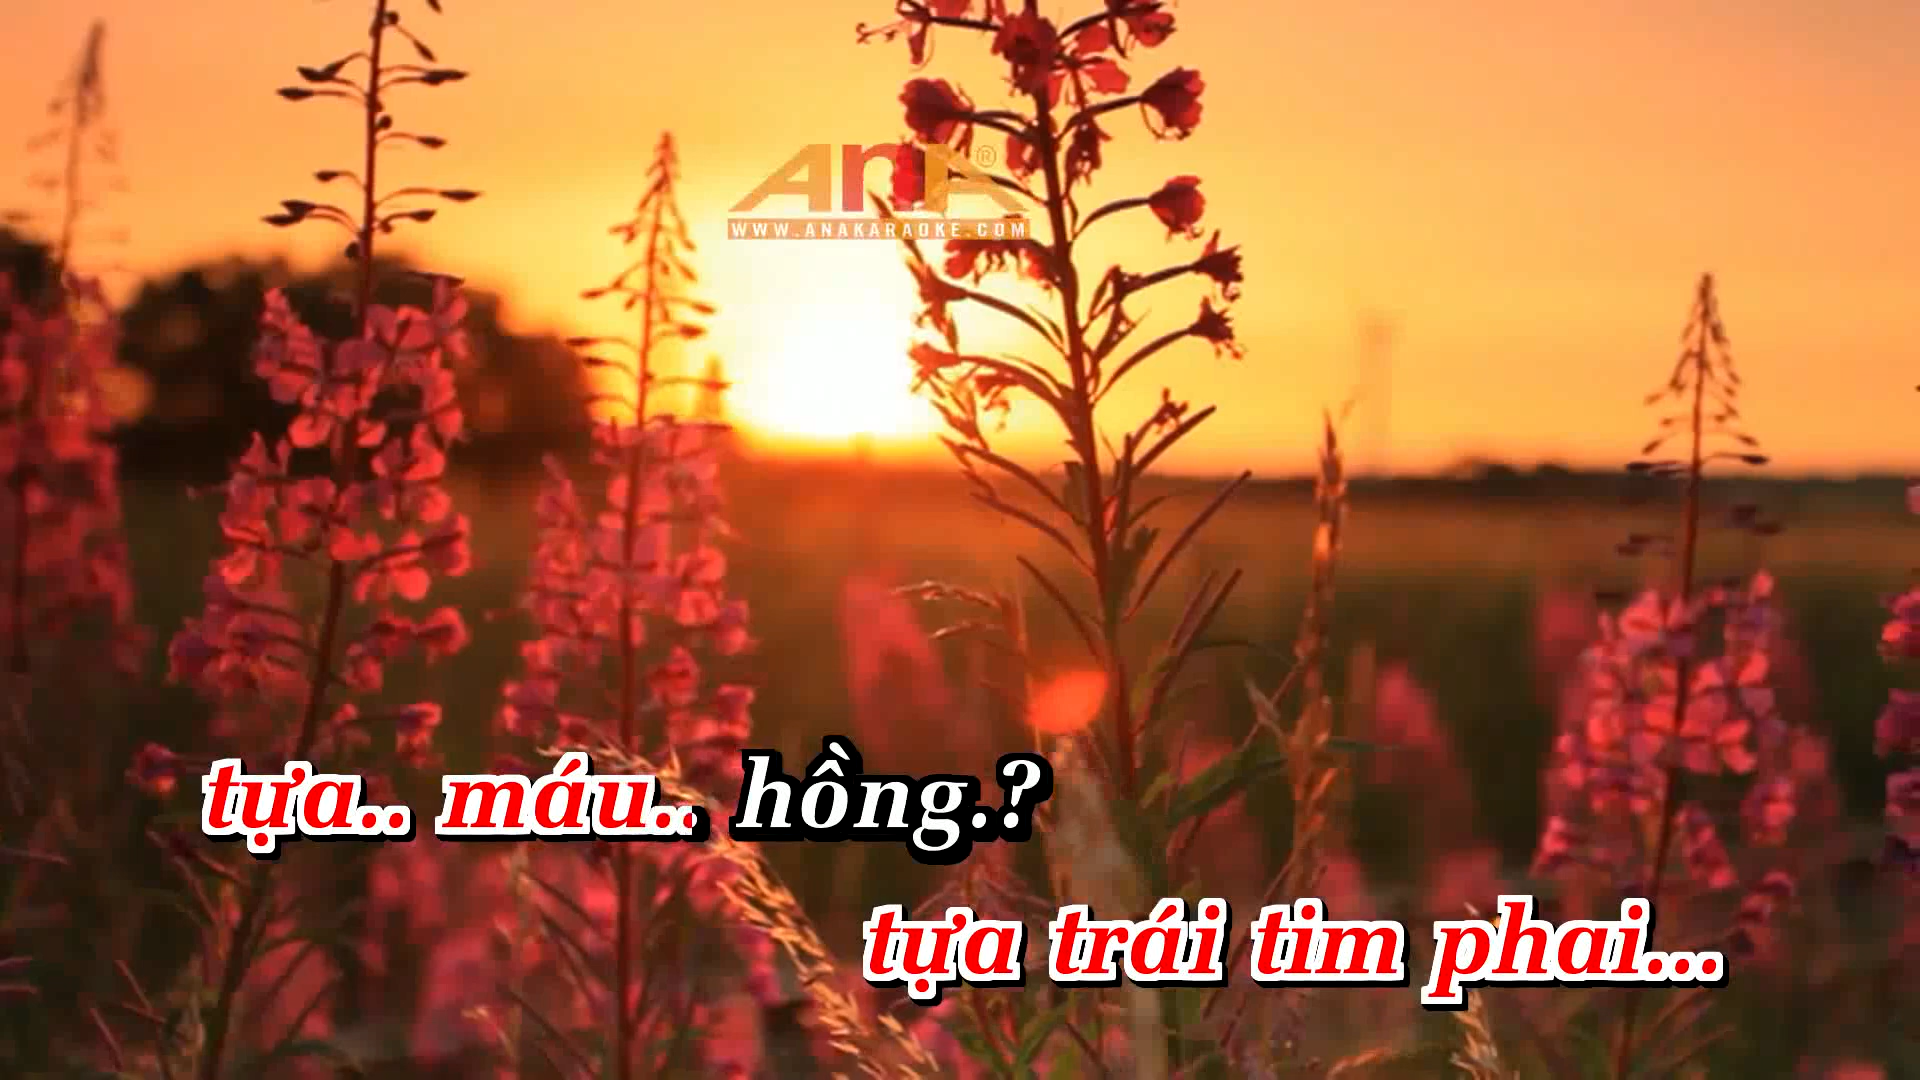 AnA®
WWW.ANAKARAOKE.COM
tựa.. máu.. hồng.?
tựa trái tim phai...